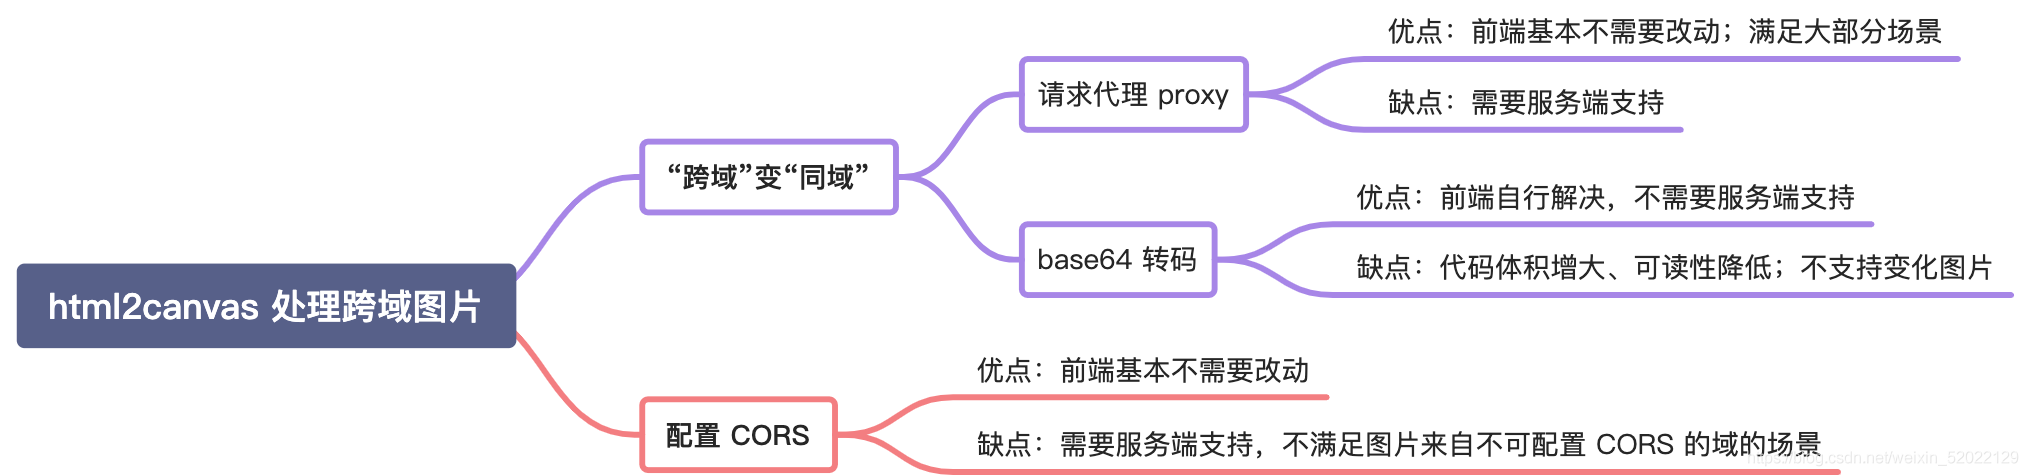 html2canvas 处理跨域图片
“跨域”变“同域”
请求代理 proxy
优点：前端基本不需要改动；满足大部分场景
缺点：需要服务端支持
base64 转码
优点：前端自行解决，不需要服务端支持
缺点：代码体积增大、可读性降低；不支持变化图片
配置 CORS
优点：前端基本不需要改动
缺点：需要服务端支持，不满足图片来自不可配置 CORS 的域的场景
https://blog.csdn.net/weixin_52022129